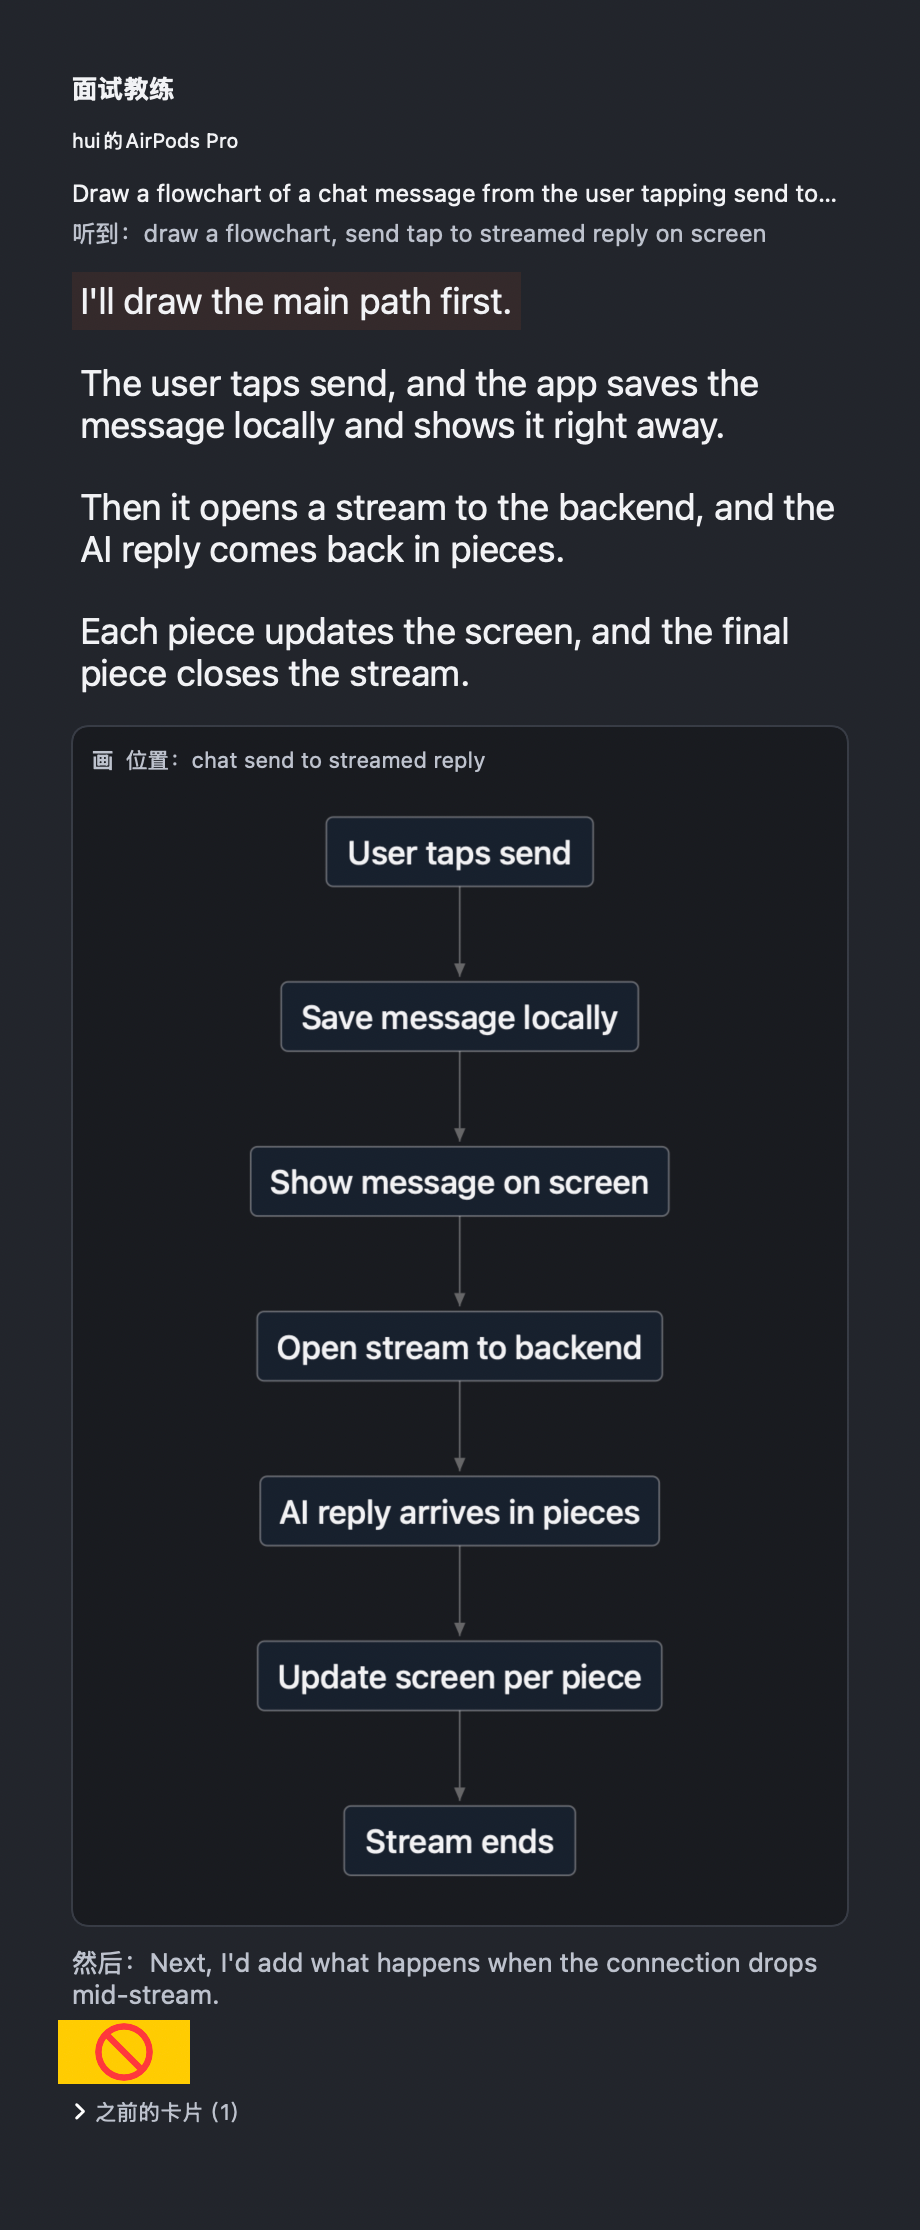 面试教练
hui的AirPods Pro
Draw a flowchart of a chat message from the user tapping send to...
听到：draw a flowchart, send tap to streamed reply on screen
I'll draw the main path first.
The user taps send, and the app saves the
message locally and shows it right away.
Then it opens a stream to the backend, and the
AI reply comes back in pieces.
Each piece updates the screen, and the final
piece closes the stream.
画 位置：chat send to streamed reply
User taps send
Save message locally
Show message on screen
Open stream to backend
AI reply arrives in pieces
Update screen per piece
Stream ends
然后：Next, I'd add what happens when the connection drops
mid-stream.
之前的卡片 (1)